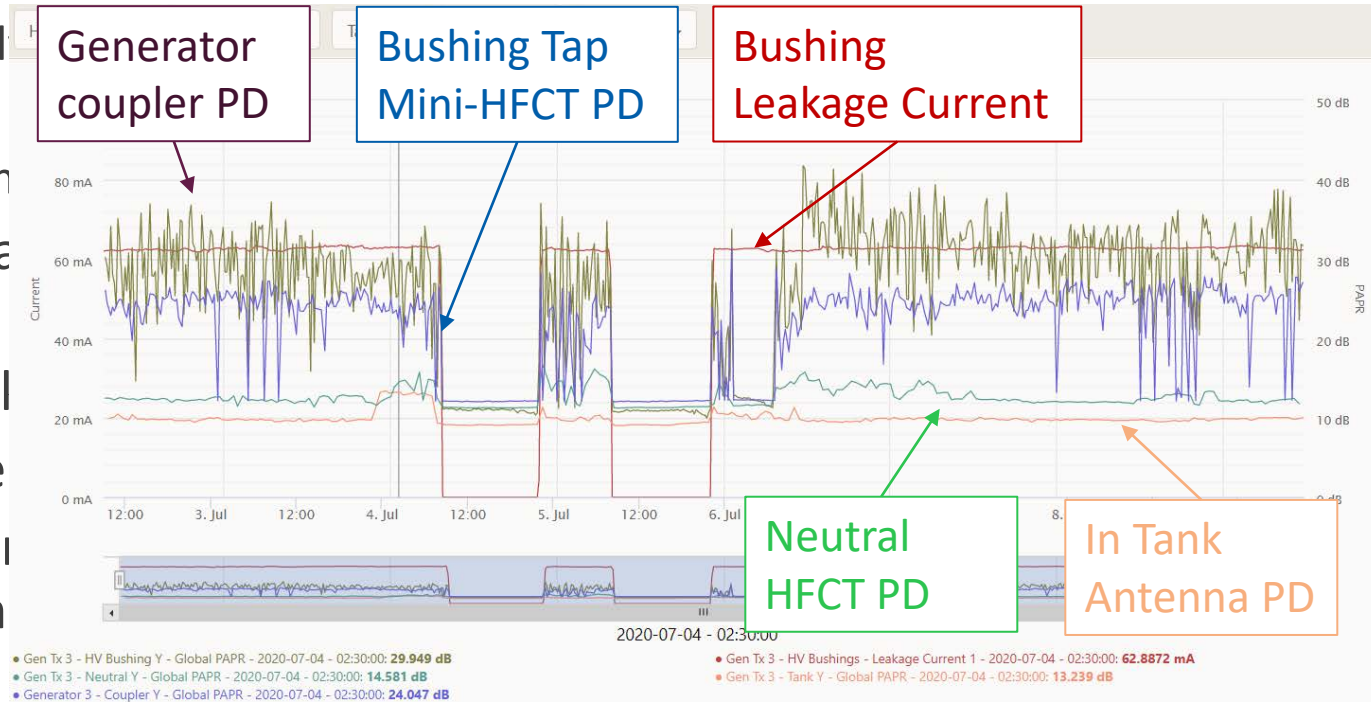 Generator
coupler PD
Bushing Tap
Mini-HFCT PD
Bushing
Leakage Current
50 dB
80 mA
40 dB
60 mA
30 dB
Current
PAPR
40 mA
20 dB
20 mA
10 dB
0 mA
12:00 3. Jul 12:00 4. Jul 12:00 5. Jul 12:00 6. Jul 8.
Neutral
HFCT PD
In Tank
Antenna PD
2020-07-04 - 02:30:00
• Gen Tx 3 - HV Bushing Y - Global PAPR - 2020-07-04 - 02:30:00: 29.949 dB
• Gen Tx 3 - HV Bushings - Leakage Current 1 - 2020-07-04 - 02:30:00: 62.8872 mA
• Gen Tx 3 - Neutral Y - Global PAPR - 2020-07-04 - 02:30:00: 14.581 dB
• Gen Tx 3 - Tank Y - Global PAPR - 2020-07-04 - 02:30:00: 13.239 dB
• Generator 3 - Coupler Y - Global PAPR - 2020-07-04 - 02:30:00: 24.047 dB